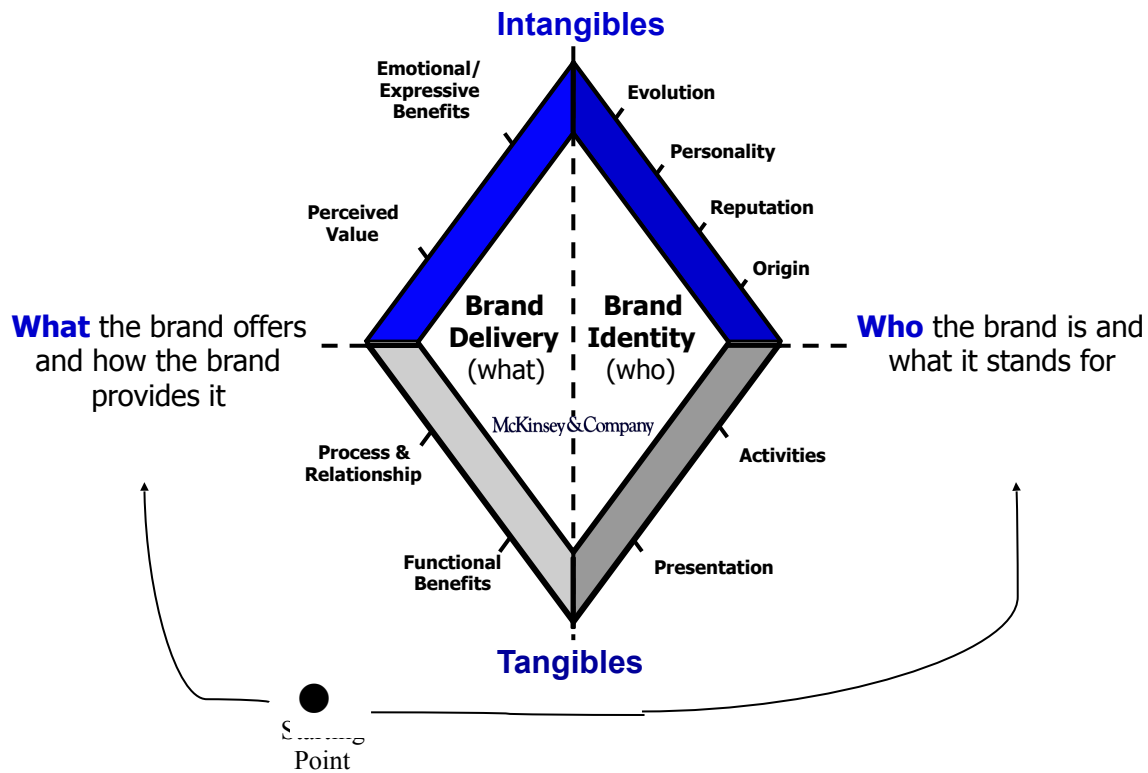 Intangibles
Emotional/
Expressive
Benefits
Evolution
Personality
Perceived
Value
Reputation
Origin
What the brand offers
and how the brand
provides it
Brand
Delivery
(what)
Brand
Identity
(who)
Who the brand is and
what it stands for
McKinsey&Company
Process &
Relationship
Activities
Functional
Benefits
Presentation
Tangibles
Point